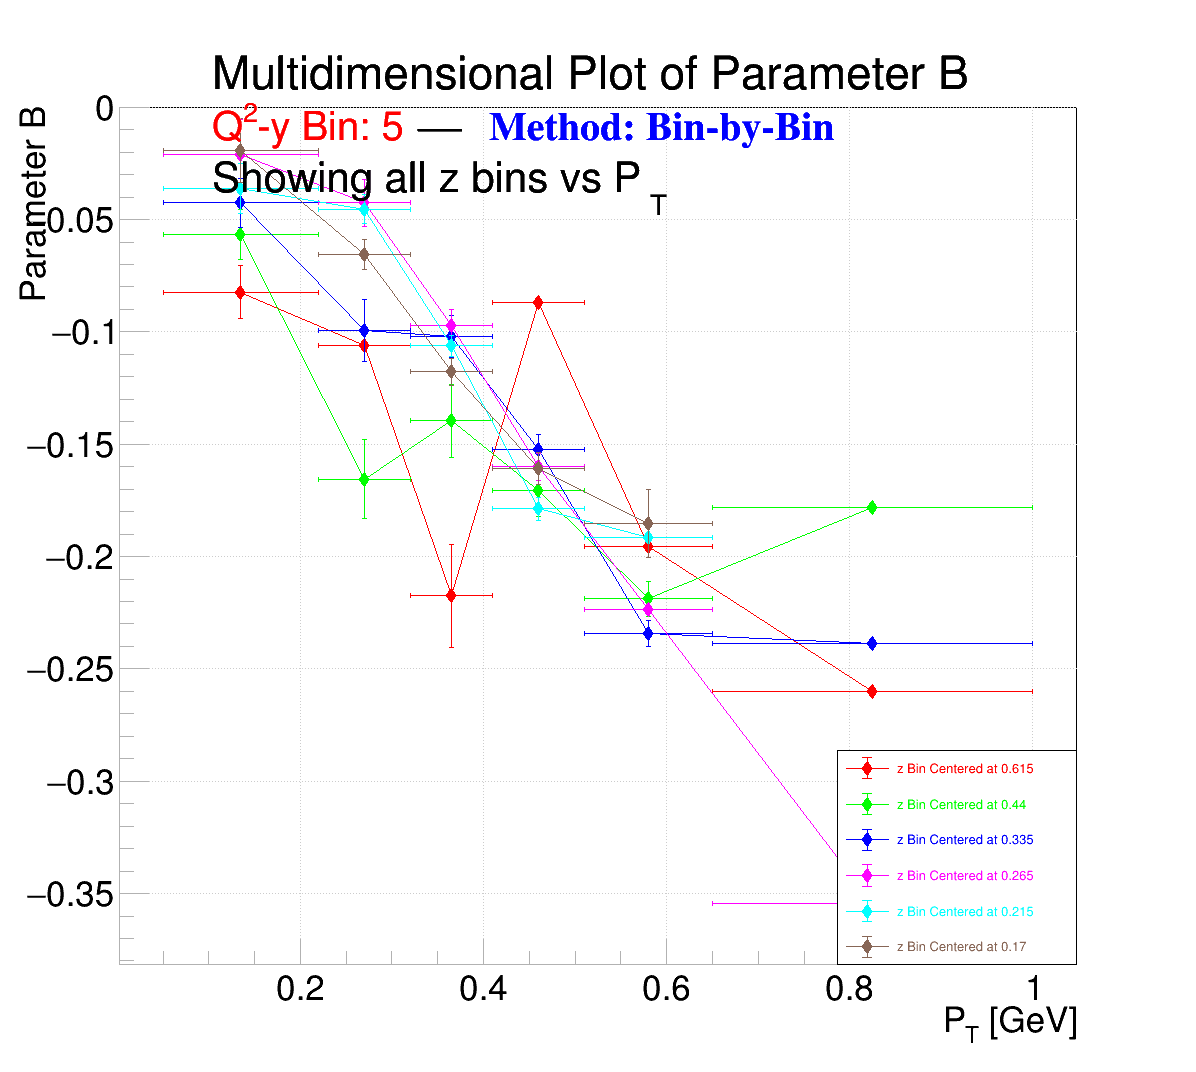 Multidimensional Plot of Parameter B
Q²-y Bin: 5 — Method: Bin-by-Bin
Showing all z bins vs P_T
Parameter B
0
−0.05
−0.1
−0.15
−0.2
−0.25
−0.3
−0.35
z Bin Centered at 0.615
z Bin Centered at 0.44
z Bin Centered at 0.335
z Bin Centered at 0.265
z Bin Centered at 0.215
z Bin Centered at 0.17
0.2 0.4 0.6 0.8 1
P_T [GeV]